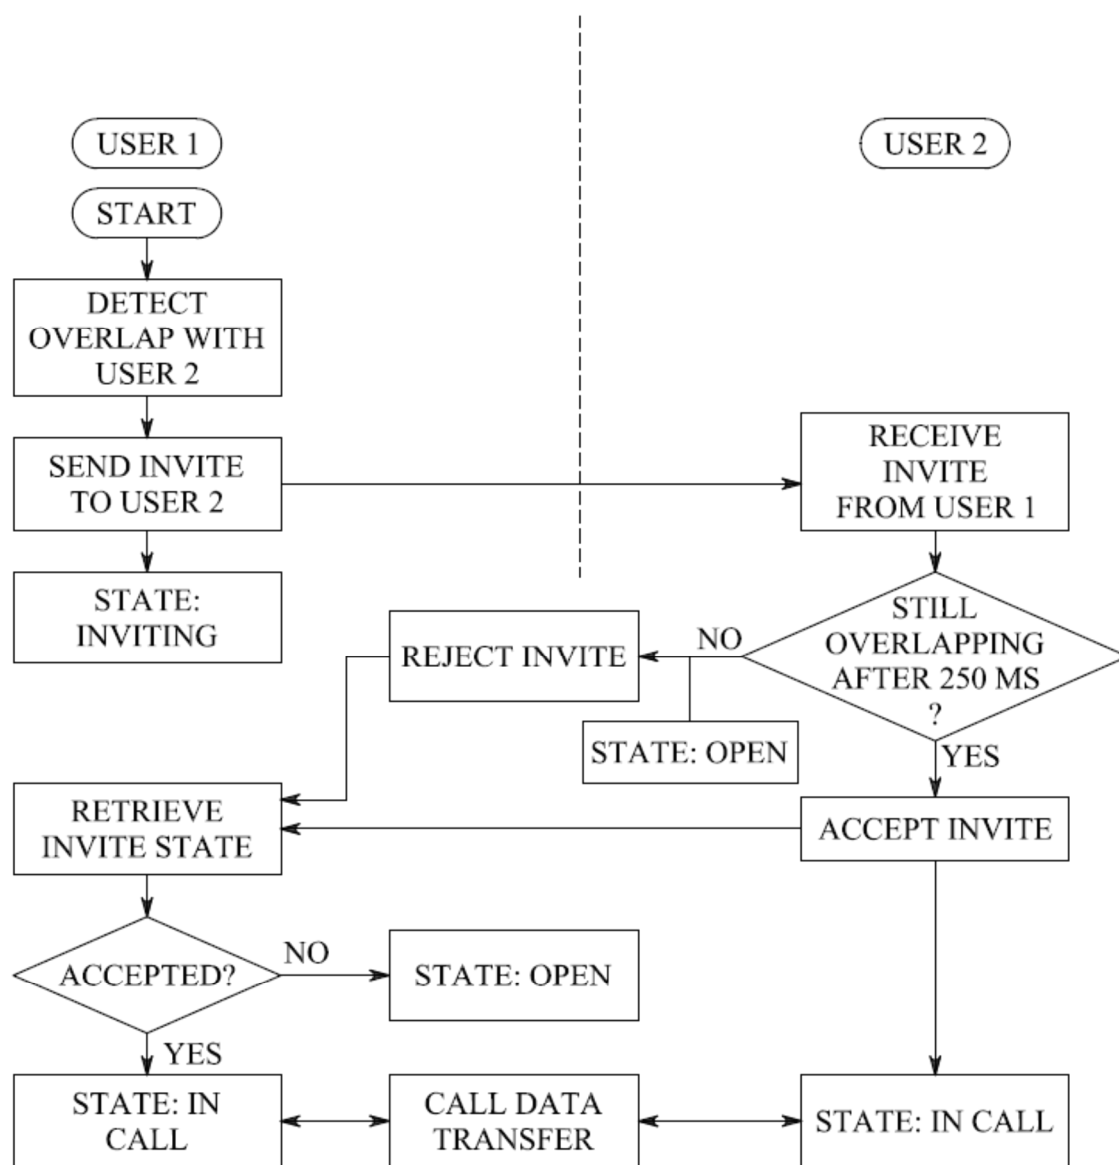 USER 1
USER 2
START
DETECT
OVERLAP WITH
USER 2
SEND INVITE
TO USER 2
RECEIVE
INVITE
FROM USER 1
STATE:
INVITING
STILL
OVERLAPPING
AFTER 250 MS
?
NO
REJECT INVITE
STATE: OPEN
YES
RETRIEVE
INVITE STATE
ACCEPT INVITE
ACCEPTED?
NO
STATE: OPEN
YES
STATE: IN
CALL
CALL DATA
TRANSFER
STATE: IN CALL